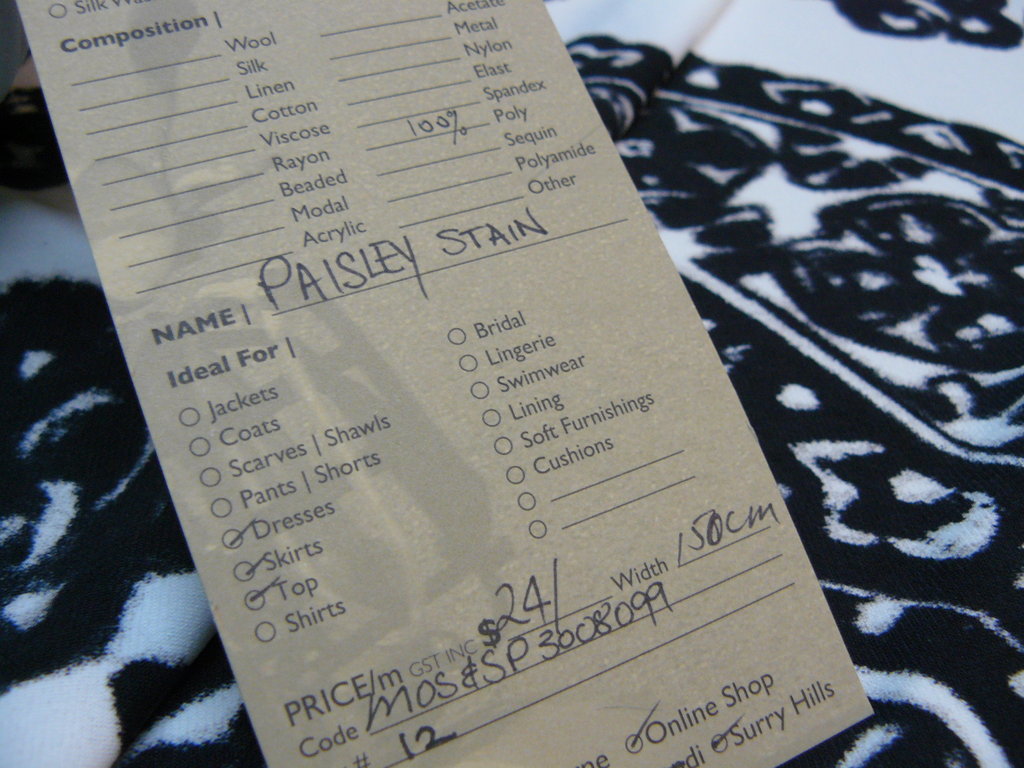 Silk
Composition |
Wool
Silk
Linen
Cotton
Viscose
Rayon
Beaded
Modal
Acrylic
Acetate
Metal
Nylon
Elast
Spandex
100% Poly
Sequin
Polyamide
Other
NAME | PAISLEY STAIN
Ideal For |
Jackets
Coats
Scarves | Shawls
Pants | Shorts
Dresses
Skirts
Top
Shirts
Bridal
Lingerie
Swimwear
Lining
Soft Furnishings
Cushions
PRICE/m GST INC $24/ Width 150cm
Code MOS&SP3008099
# 12
Online Shop
Surry Hills